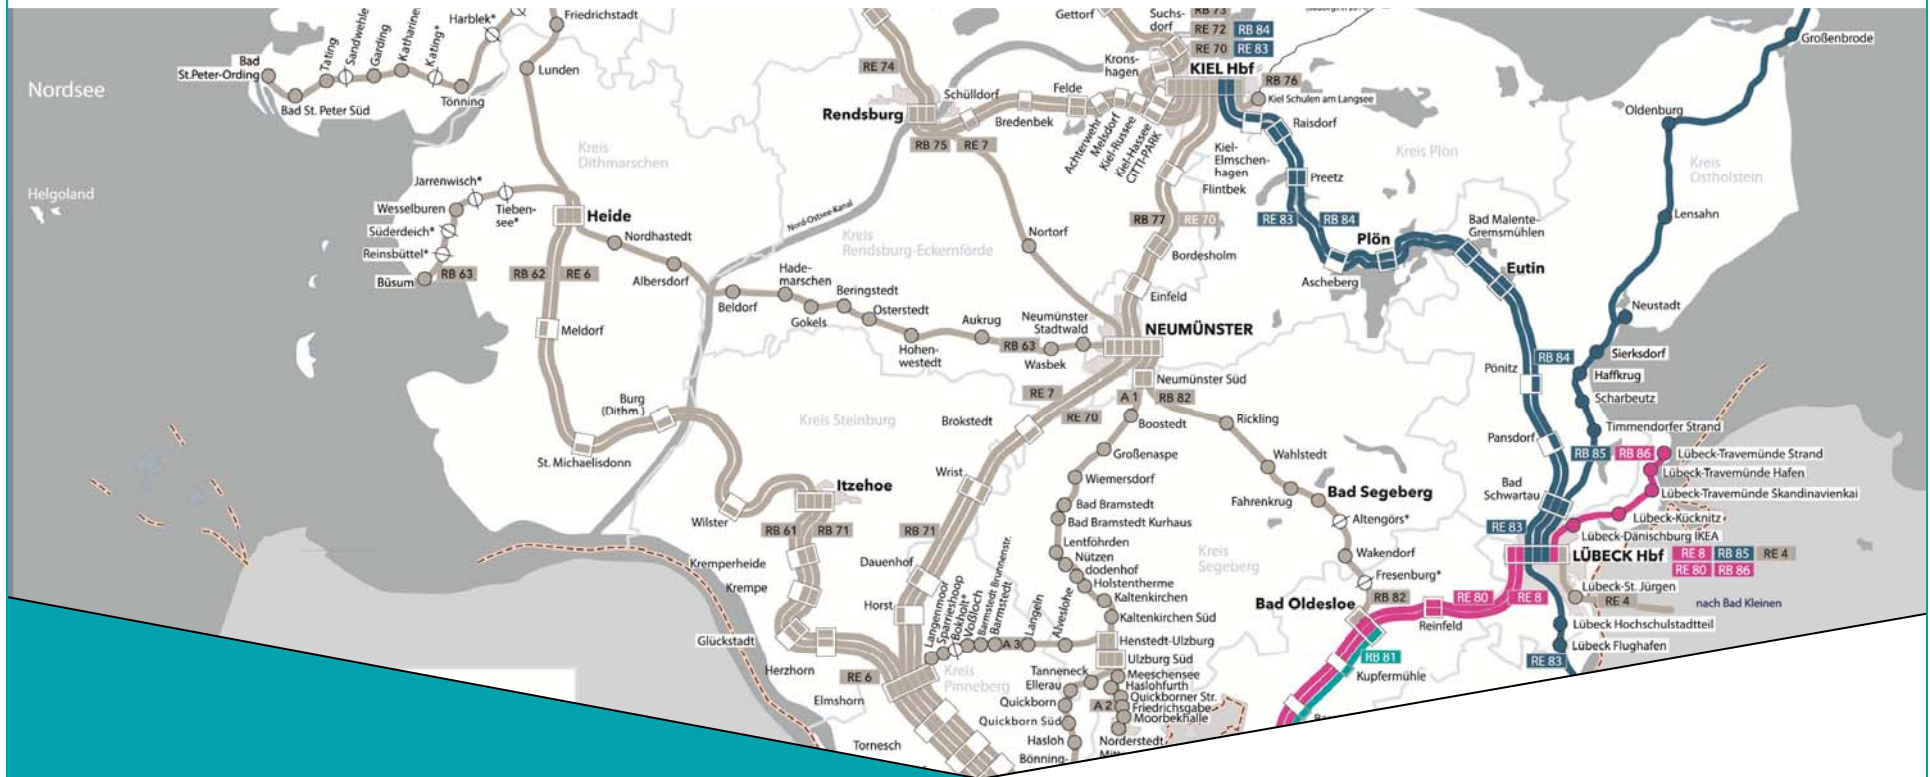 Harblek*
Friedrichstadt
Gettorf
Suchs-
dorf
RB 73
RE 72
RB 84
RE 70
RE 83
Großenbrode
Bad
St.Peter-Ording
Tating
Sandwehle
Garding
Kating*
Tönning
Bad St. Peter Süd
Lunden
Nordsee
RE 74
Krons-
hagen
KIEL Hbf
RB 76
Kiel Schulen am Langsee
Schülldorf
Felde
Rendsburg
Bredenbek
Achterwehr
Melsdorf
Kiel-Russee
Kiel-Hassee
CITTI-PARK
Raisdorf
Oldenburg
RB 75
RE 7
Kiel-
Elmschen-
hagen
Kreis Plön
Kreis
Ostholstein
Kreis
Dithmarschen
Preetz
Flintbek
Helgoland
Jarrenwisch*
Wesselburen
Tieben-
see*
Heide
Süderdeich*
Reinsbüttel*
Büsum
RB 63
RB 62
RE 6
Nordhastedt
Albersdorf
Nord-Ostsee-Kanal
Kreis
Rendsburg-Eckernförde
Nortorf
RB 77
RE 70
RE 83
RB 84
Lensahn
Bad Malente-
Gremsmühlen
Plön
Bordesholm
Ascheberg
Eutin
Einfeld
Beldorf
Hade-
marschen
Gokels
Beringstedt
Osterstedt
Hohen-
westedt
Aukrug
RB 63
Neumünster
Stadtwald
Wasbek
NEUMÜNSTER
Neustadt
Meldorf
Sierksdorf
RB 84
Pönitz
Haffkrug
Scharbeutz
Neumünster Süd
RE 7
A 1
RB 82
Burg
(Dithm.)
Kreis Steinburg
Brokstedt
RE 70
Boostedt
Rickling
Timmendorfer Strand
Pansdorf
RB 85
RB 86
Lübeck-Travemünde Strand
Lübeck-Travemünde Hafen
Lübeck-Travemünde Skandinavienkai
St. Michaelisdonn
Großenaspe
Wahlstedt
Wrist
Wiemersdorf
Itzehoe
Fahrenkrug
Bad Segeberg
Bad
Schwartau
Bad Bramstedt
Bad Bramstedt Kurhaus
Altengörs*
Wilster
RB 61
RB 71
RB 71
RE 83
Lübeck-Kücknitz
Lübeck-Dänischburg IKEA
Lentföhrden
Nützen
dodenhof
Holstentherme
Kaltenkirchen
Kaltenkirchen Süd
Kreis
Segeberg
Wakendorf
LÜBECK Hbf
RE 8
RB 85
RE 4
RE 80
RB 86
Kremperheide
Dauenhof
Krempe
Fresenburg*
RB 82
Lübeck-St. Jürgen
RE 4
nach Bad Kleinen
Horst
Langenmoor
Sparrieshoop
Bokholt*
Voßloch
Barmstedt Brunnenstr.
Barmstedt
A 3
Langeln
Alveslohe
Bad Oldesloe
RE 80
RE 8
Reinfeld
Lübeck Hochschulstadtteil
Glückstadt
Henstedt-Ulzburg
Ulzburg Süd
Lübeck Flughafen
RE 83
Herzhorn
RE 6
Kreis
Pinneberg
Tanneneck
Ellerau
Meeschensee
Haslohfurth
Quickborner Str.
Friedrichsgabe
Moorbekhalle
RB 81
Kupfermühle
Elmshorn
Quickborn
A 2
Quickborn Süd
Tornesch
Hasloh
Norderstedt
Bönning-